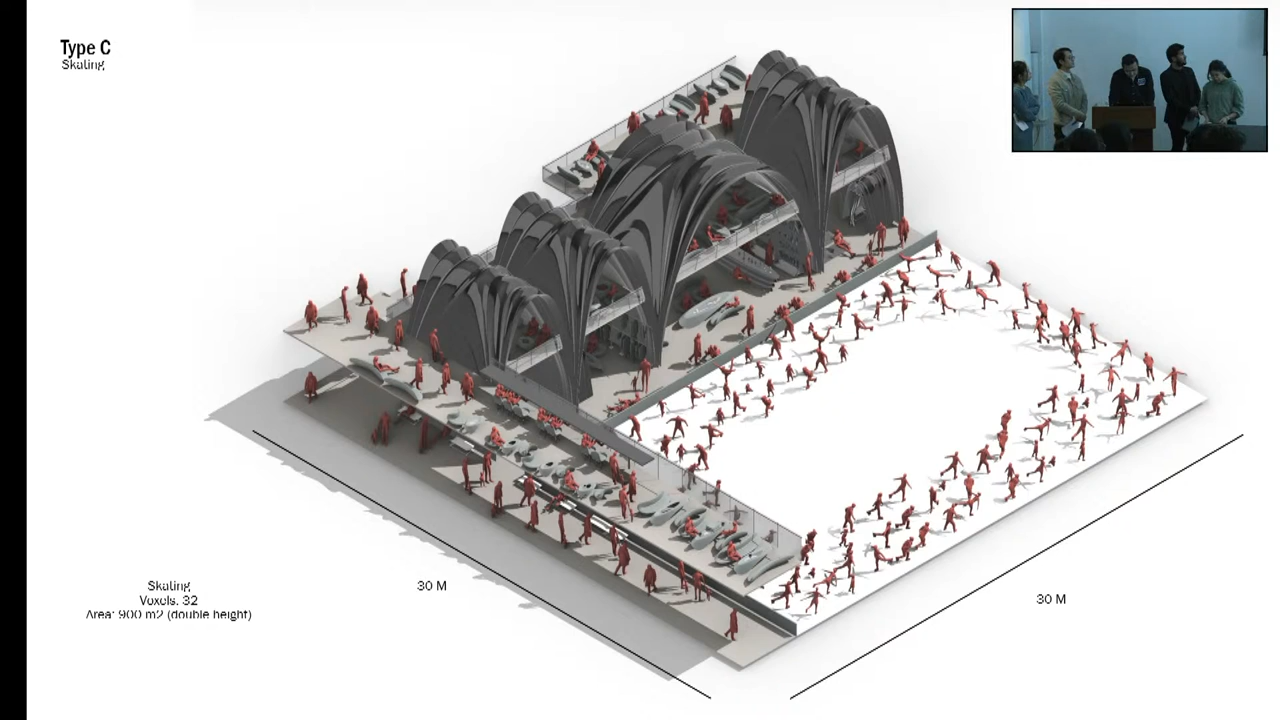 Type C
Skating
Skating
Voxels: 32
Area: 900 m2 (double height)
30 M
30 M